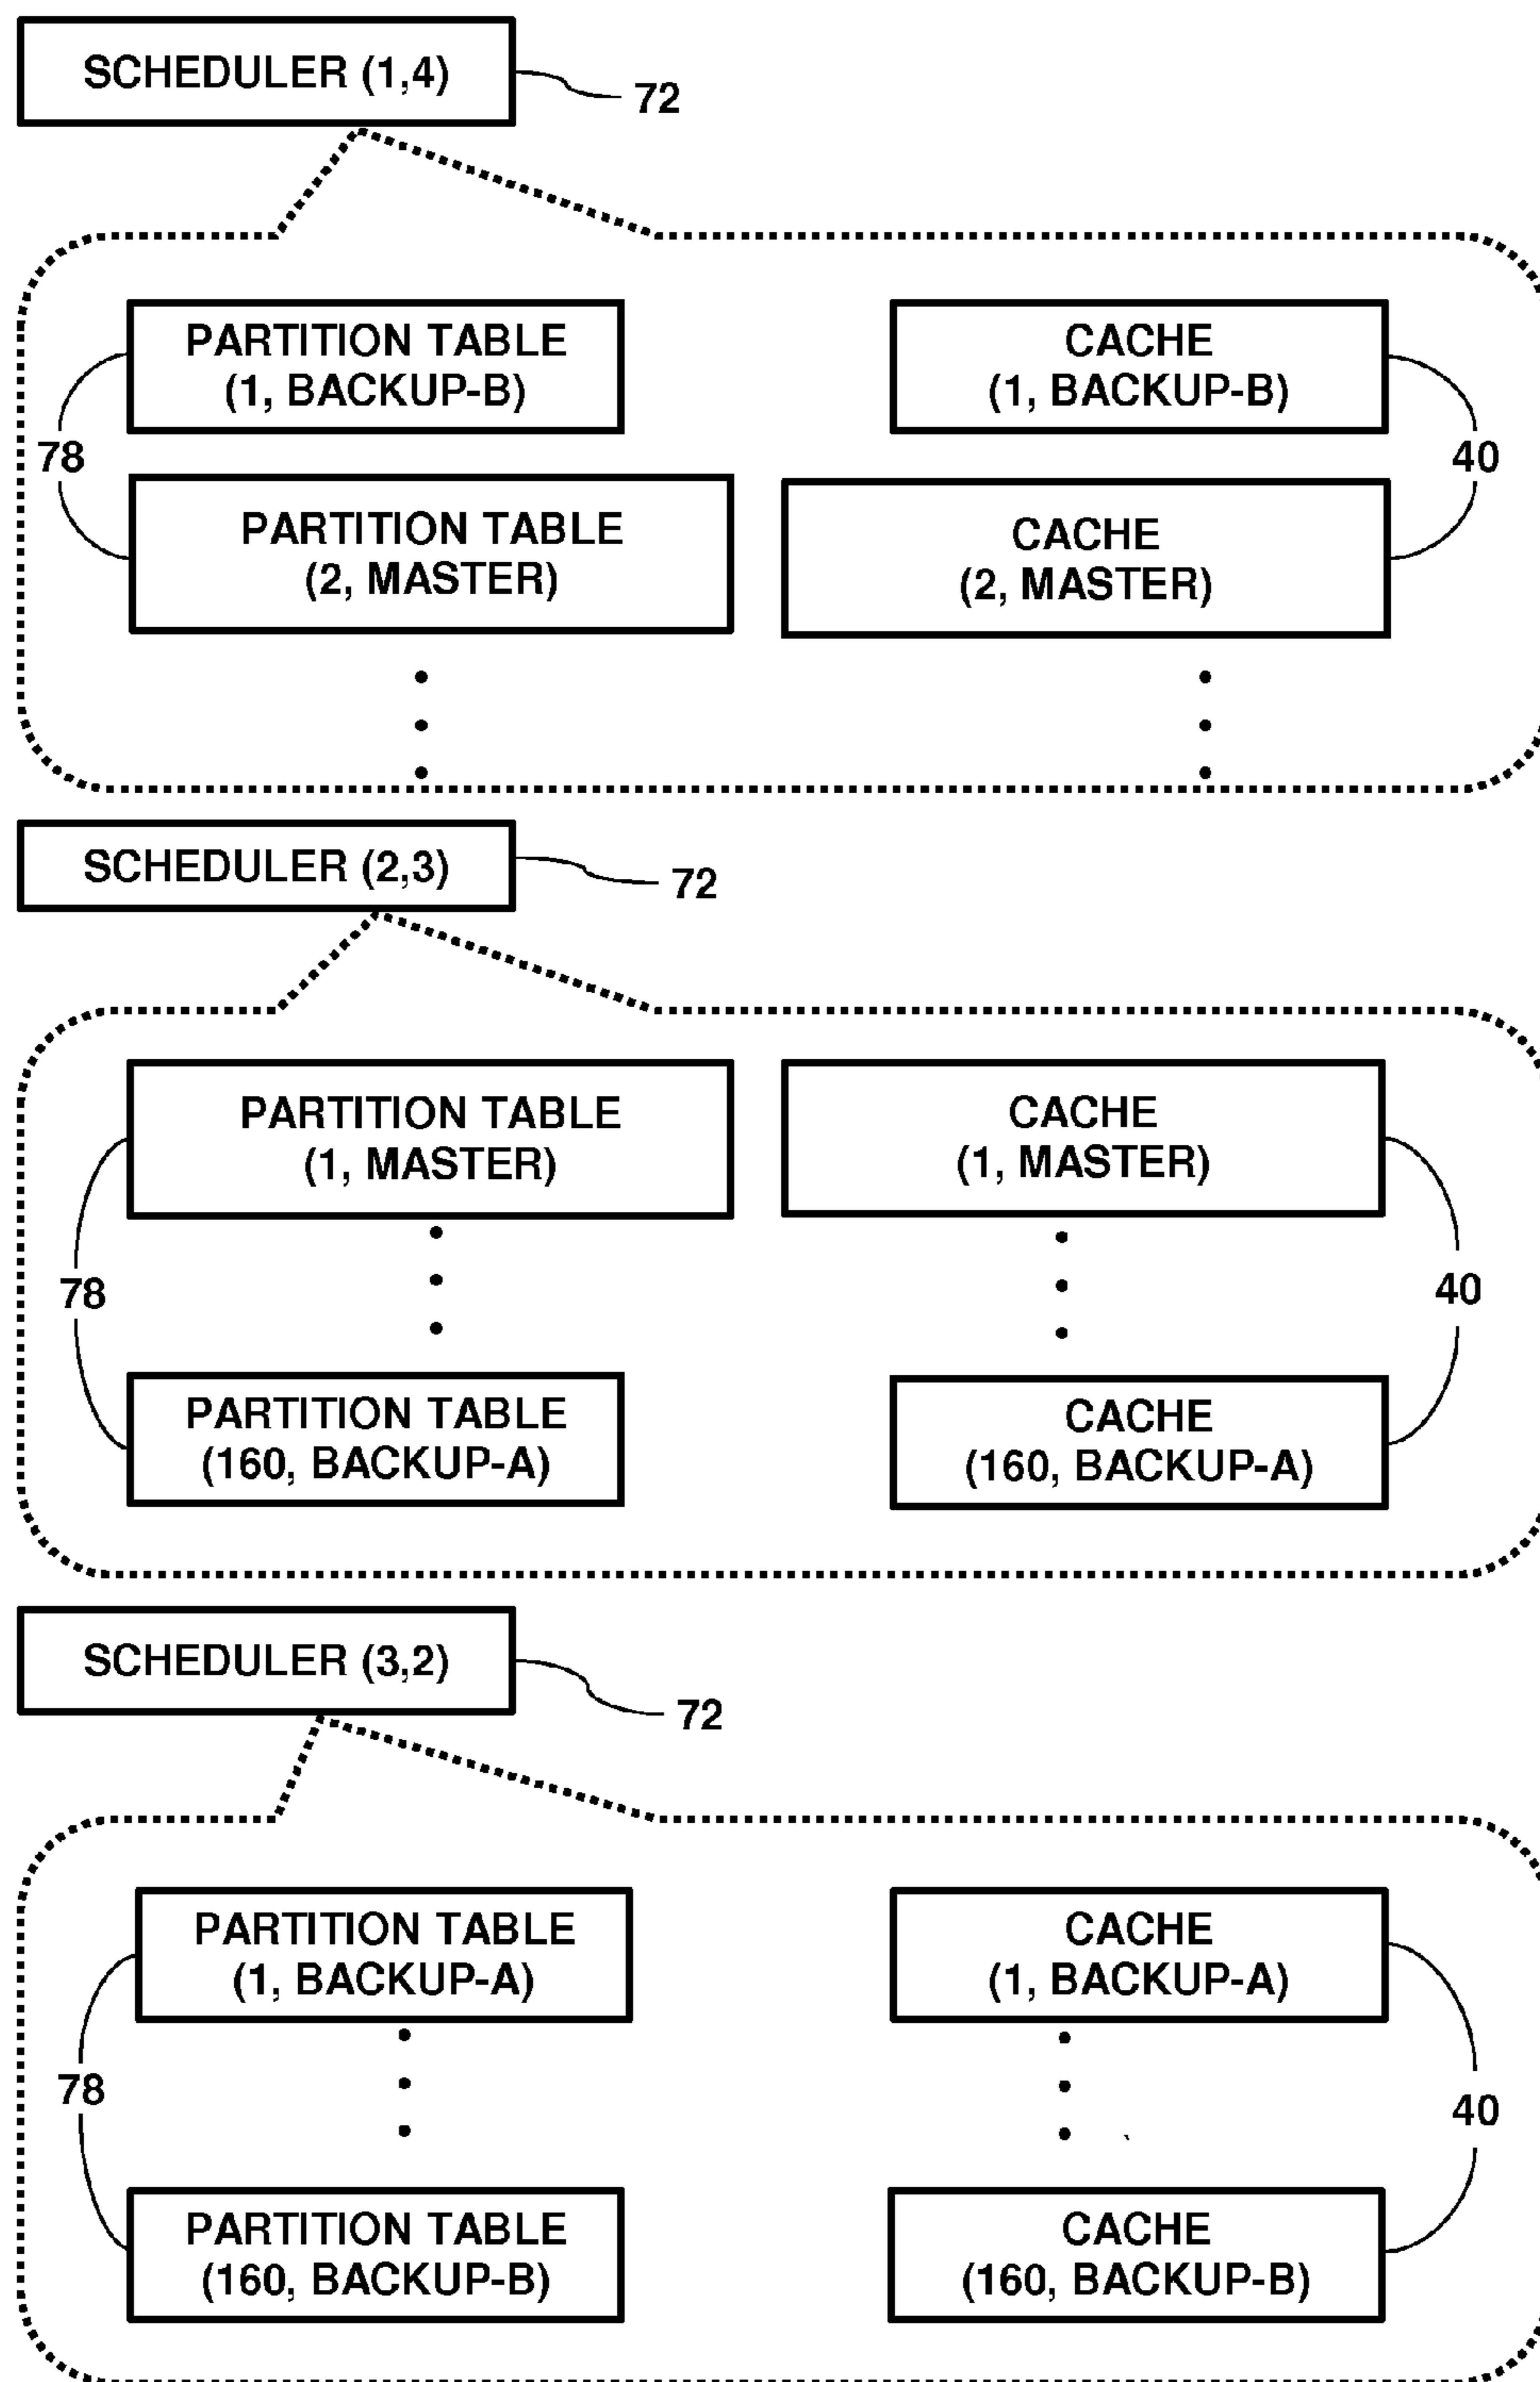 SCHEDULER (1,4)
72
PARTITION TABLE
(1, BACKUP-B)
CACHE
(1, BACKUP-B)
78
40
PARTITION TABLE
(2, MASTER)
CACHE
(2, MASTER)
SCHEDULER (2,3)
72
PARTITION TABLE
(1, MASTER)
CACHE
(1, MASTER)
78
40
PARTITION TABLE
(160, BACKUP-A)
CACHE
(160, BACKUP-A)
SCHEDULER (3,2)
72
PARTITION TABLE
(1, BACKUP-A)
CACHE
(1, BACKUP-A)
78
40
PARTITION TABLE
(160, BACKUP-B)
CACHE
(160, BACKUP-B)